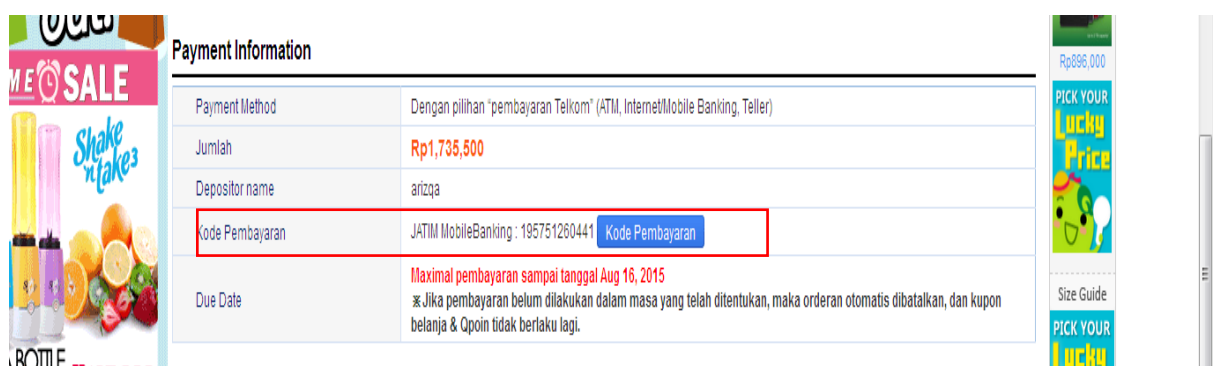 ME SALE
Shake
'n take3
Payment Information
Payment Method
Dengan pilihan "pembayaran Telkom" (ATM, Internet/Mobile Banking, Teller)
Jumlah
Rp1,735,500
Depositor name
arizqa
Kode Pembayaran
JATIM MobileBanking : 195751260441 Kode Pembayaran
Due Date
Maximal pembayaran sampai tanggal Aug 16, 2015
※Jika pembayaran belum dilakukan dalam masa yang telah ditentukan, maka orderan otomatis dibatalkan, dan kupon
belanja & Qpoin tidak berlaku lagi.
Rp896,000
PICK YOUR
Lucky
Price
Size Guide
PICK YOUR
Lucky